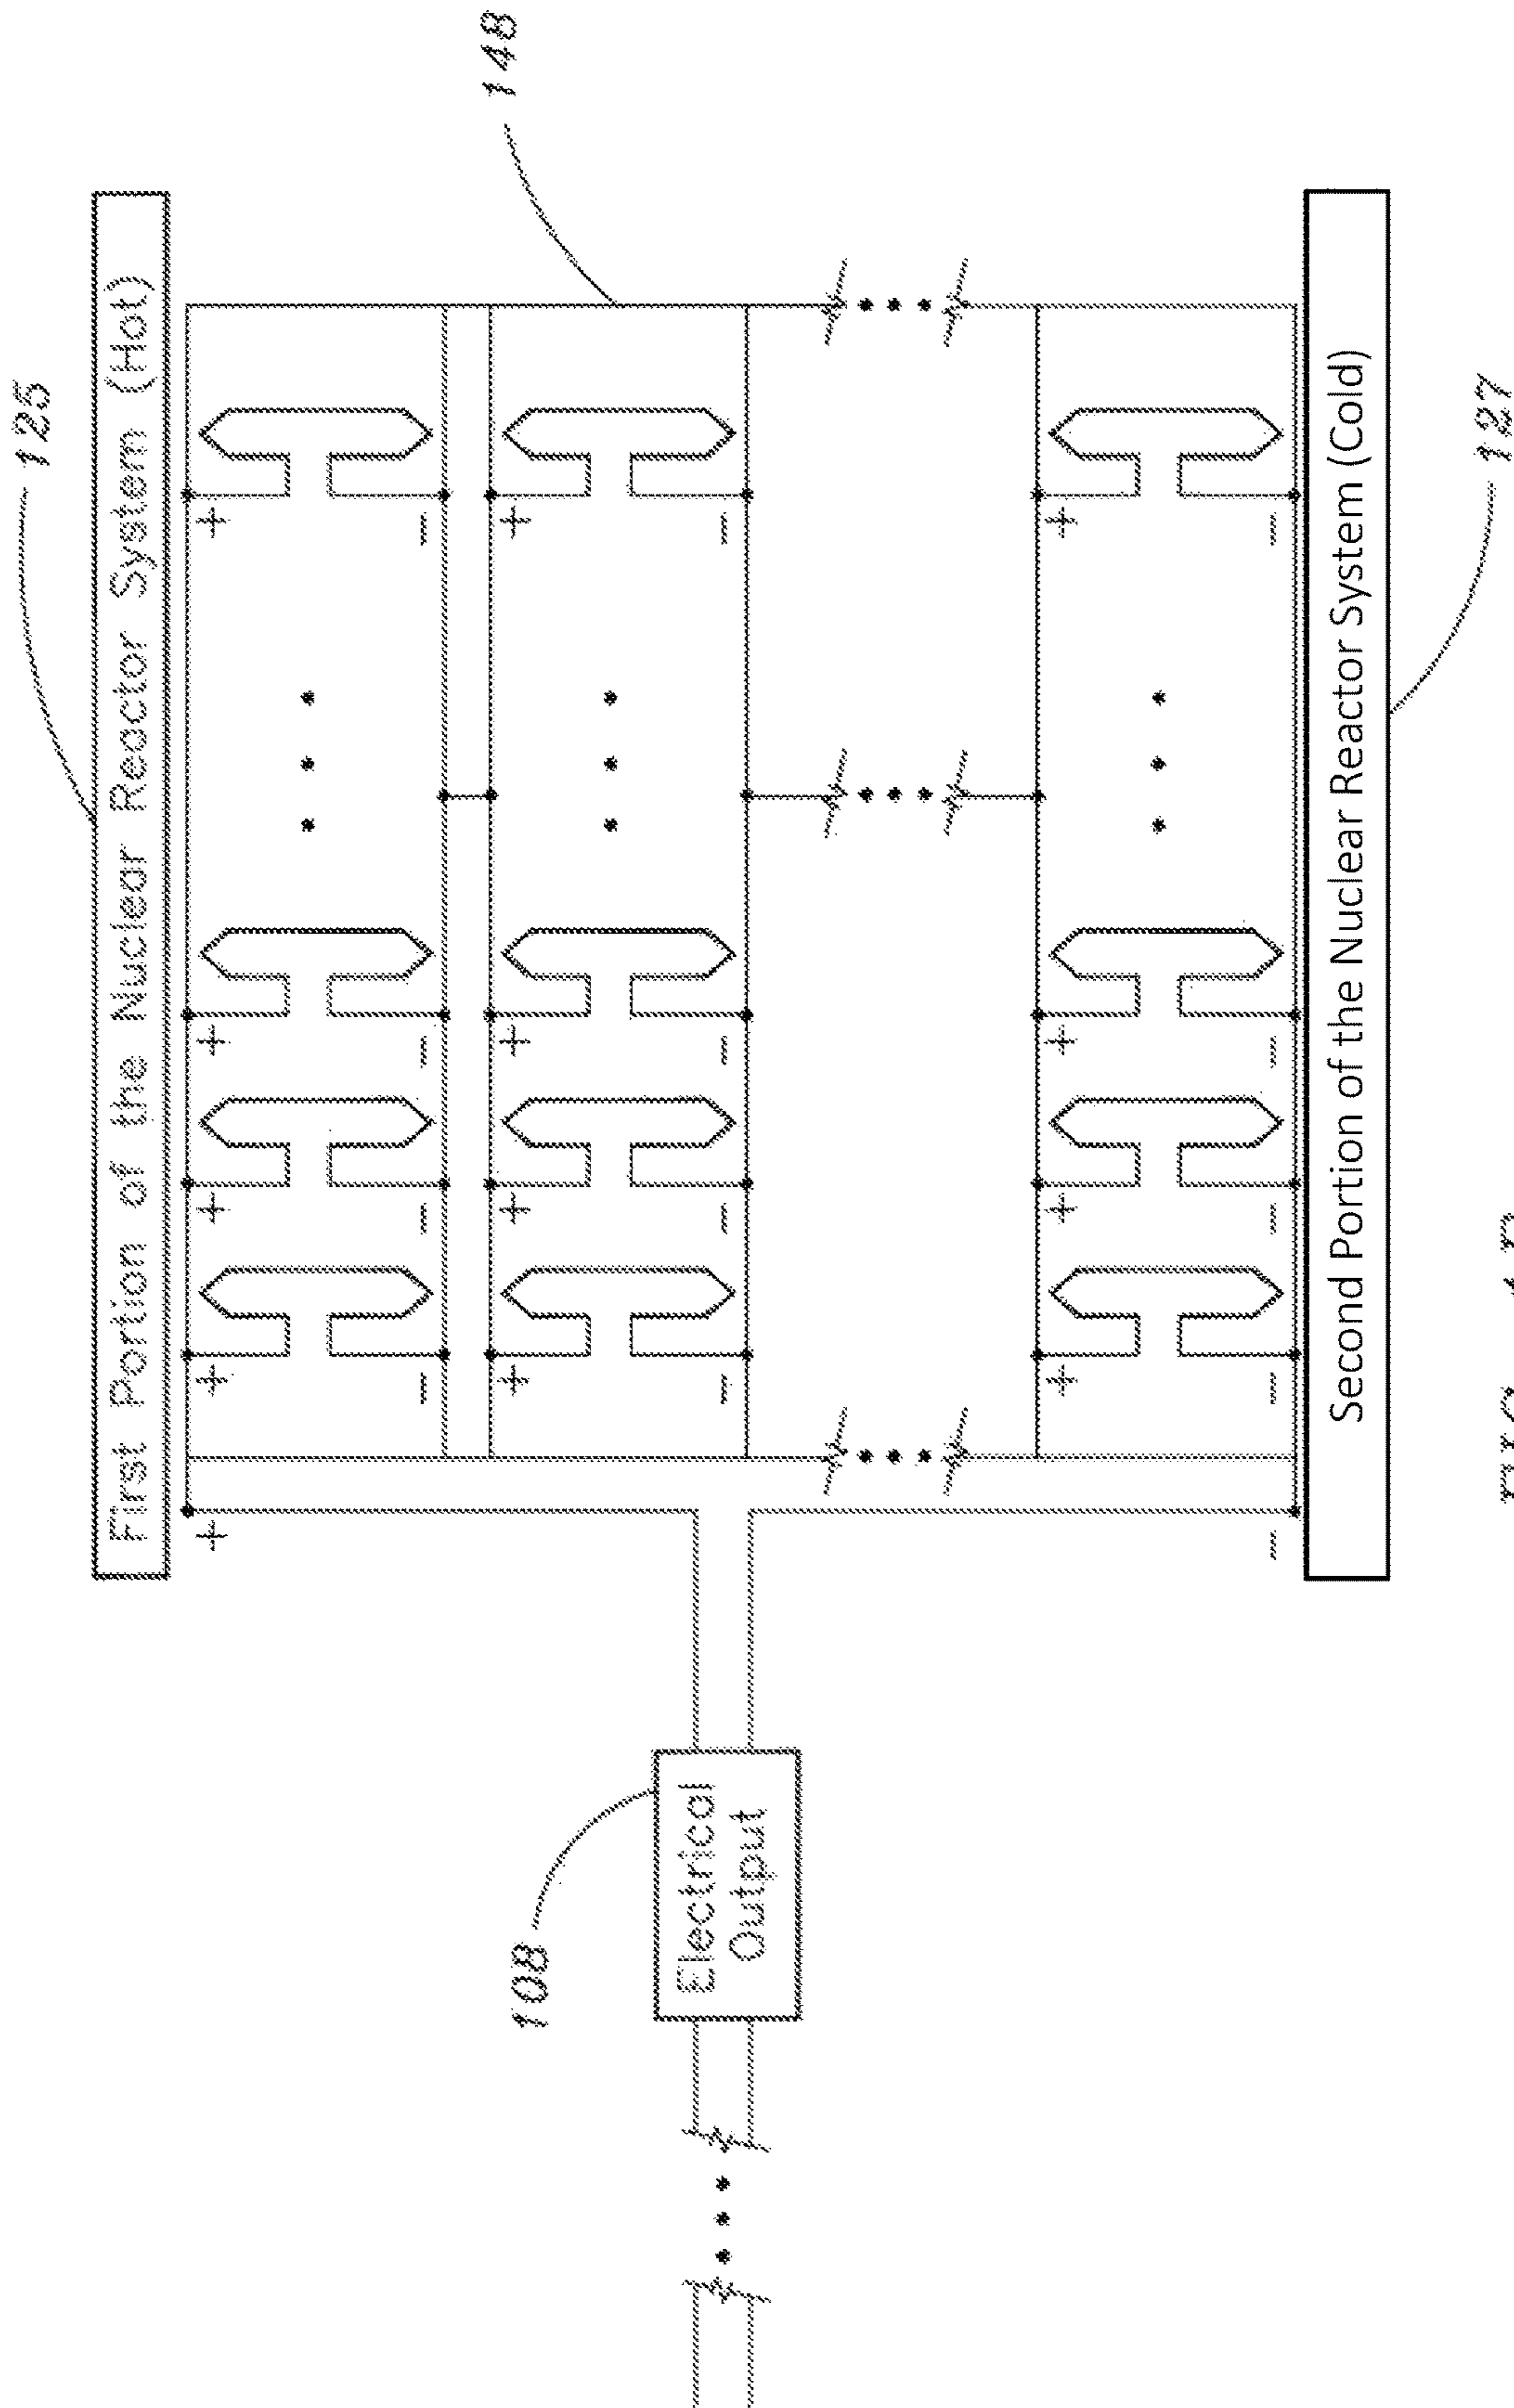 125
First Portion of the Nuclear Reactor System (Hot)
148
+ + + + +
− − − −
+ + + +
− − − −
108
Electrical
Output
+ + + +
− − − − −
Second Portion of the Nuclear Reactor System (Cold)
127